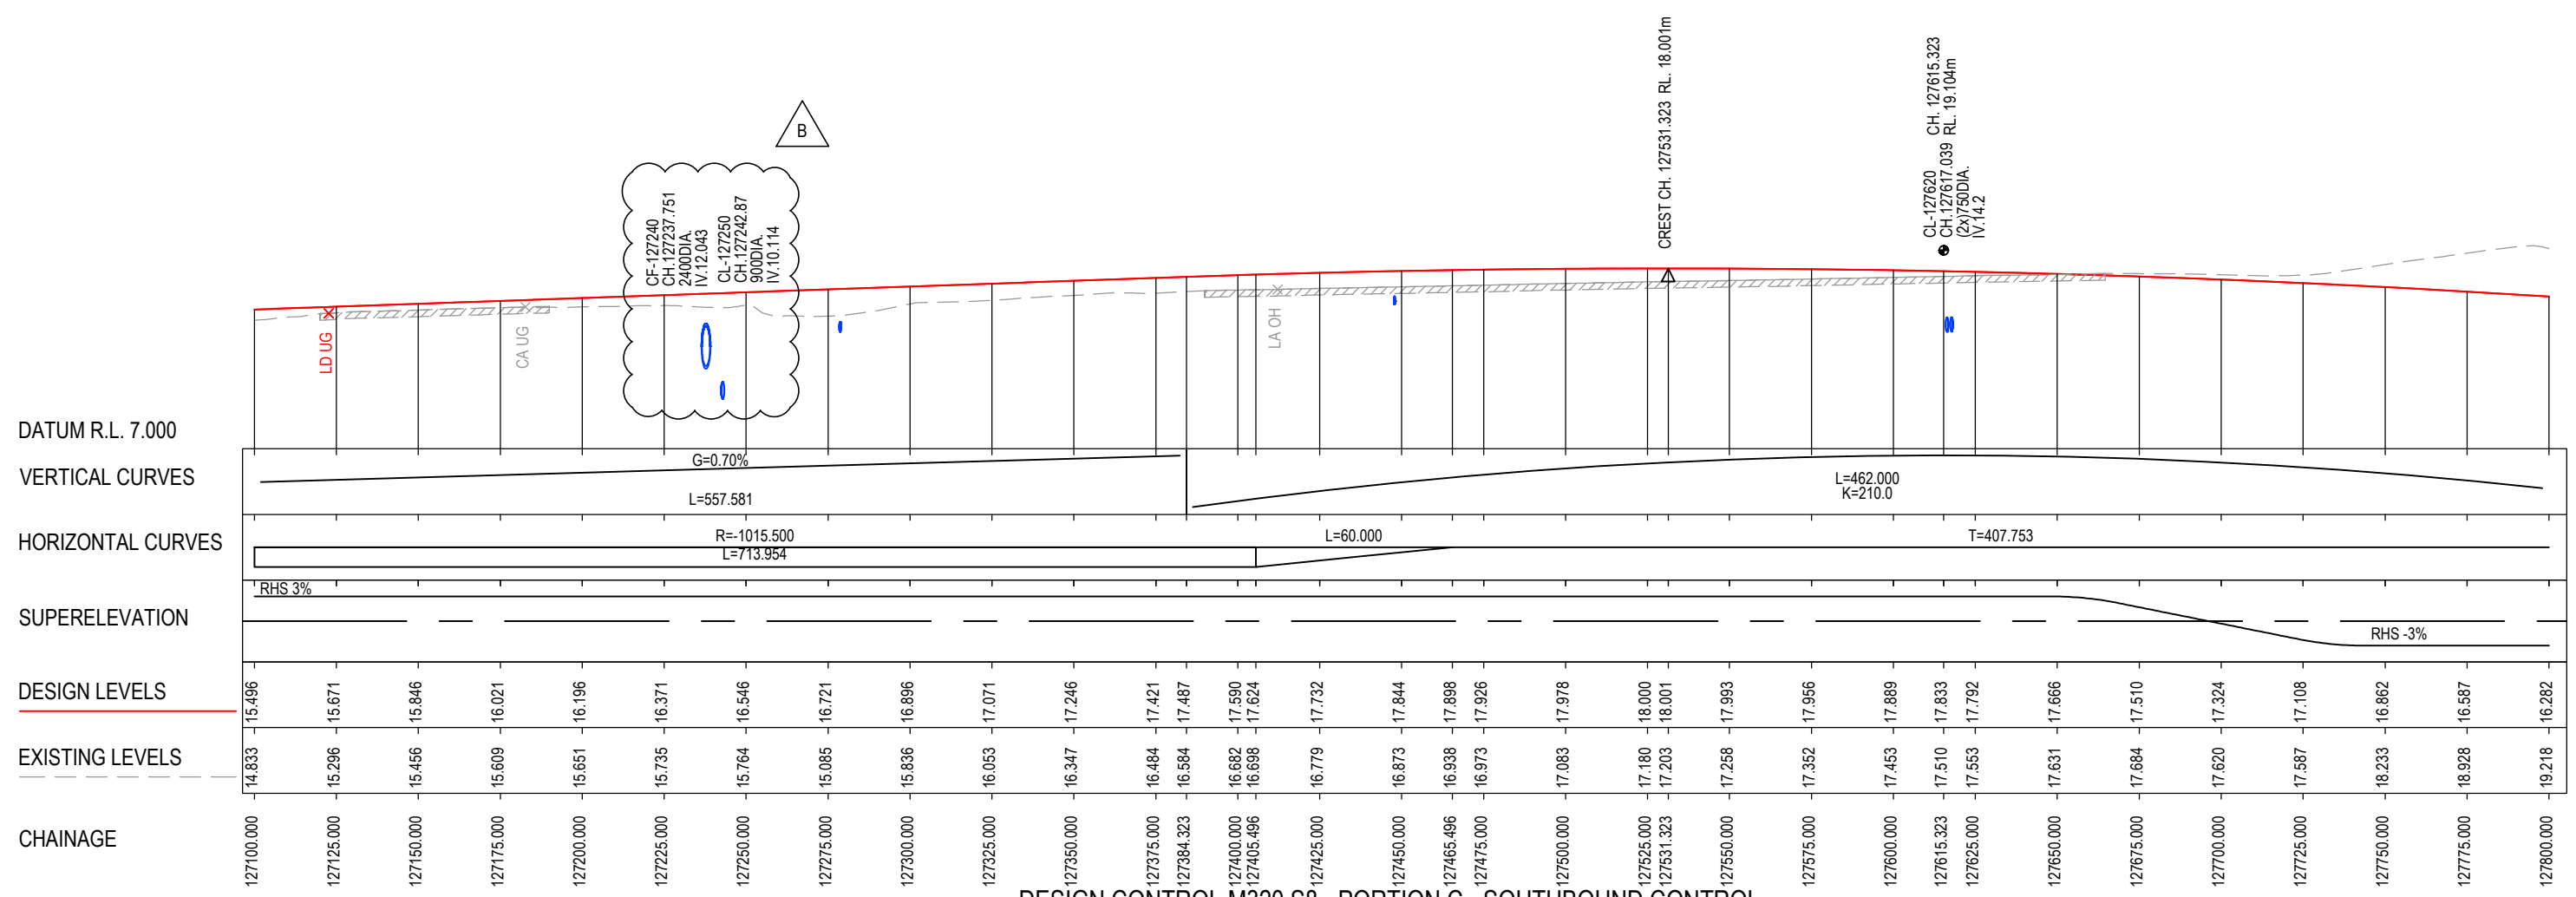 CREST CH. 127531.323 RL. 18.001m
CL-127620 CH. 127615.323
CH.127617.039 RL. 19.104m
(2x)750DIA.
IV.14.2
B
CF-127240
CH.127237.751
2400DIA.
IV.12.043
CL-127250
CH.127242.87
900DIA.
IV.10.114
LD UG
CA UG
LA OH
DATUM R.L. 7.000
VERTICAL CURVES
G=0.70%
L=557.581
L=462.000
K=210.0
HORIZONTAL CURVES
R=-1015.500
L=713.954
L=60.000
T=407.753
SUPERELEVATION
RHS 3%
RHS -3%
DESIGN LEVELS 15.496 15.671 15.846 16.021 16.196 16.371 16.546 16.721 16.896 17.071 17.246 17.421 17.487 17.590 17.624 17.732 17.844 17.898 17.926 17.978 18.000 18.001 17.993 17.956 17.889 17.833 17.792 17.666 17.510 17.324 17.108 16.862 16.587 16.282
EXISTING LEVELS 14.833 15.296 15.456 15.609 15.651 15.735 15.764 15.085 15.836 16.053 16.347 16.484 16.584 16.682 16.698 16.779 16.873 16.938 16.973 17.083 17.180 17.203 17.258 17.352 17.453 17.510 17.553 17.631 17.684 17.620 17.587 18.233 18.928 19.218
CHAINAGE 127100.000 127125.000 127150.000 127175.000 127200.000 127225.000 127250.000 127275.000 127300.000 127325.000 127350.000 127375.000 127384.323 127400.000 127405.496 127425.000 127450.000 127465.496 127475.000 127500.000 127525.000 127531.323 127550.000 127575.000 127600.000 127615.323 127625.000 127650.000 127675.000 127700.000 127725.000 127750.000 127775.000 127800.000
DESIGN CONTROL M220 S8 - PORTION C - SOUTHBOUND CONTROL